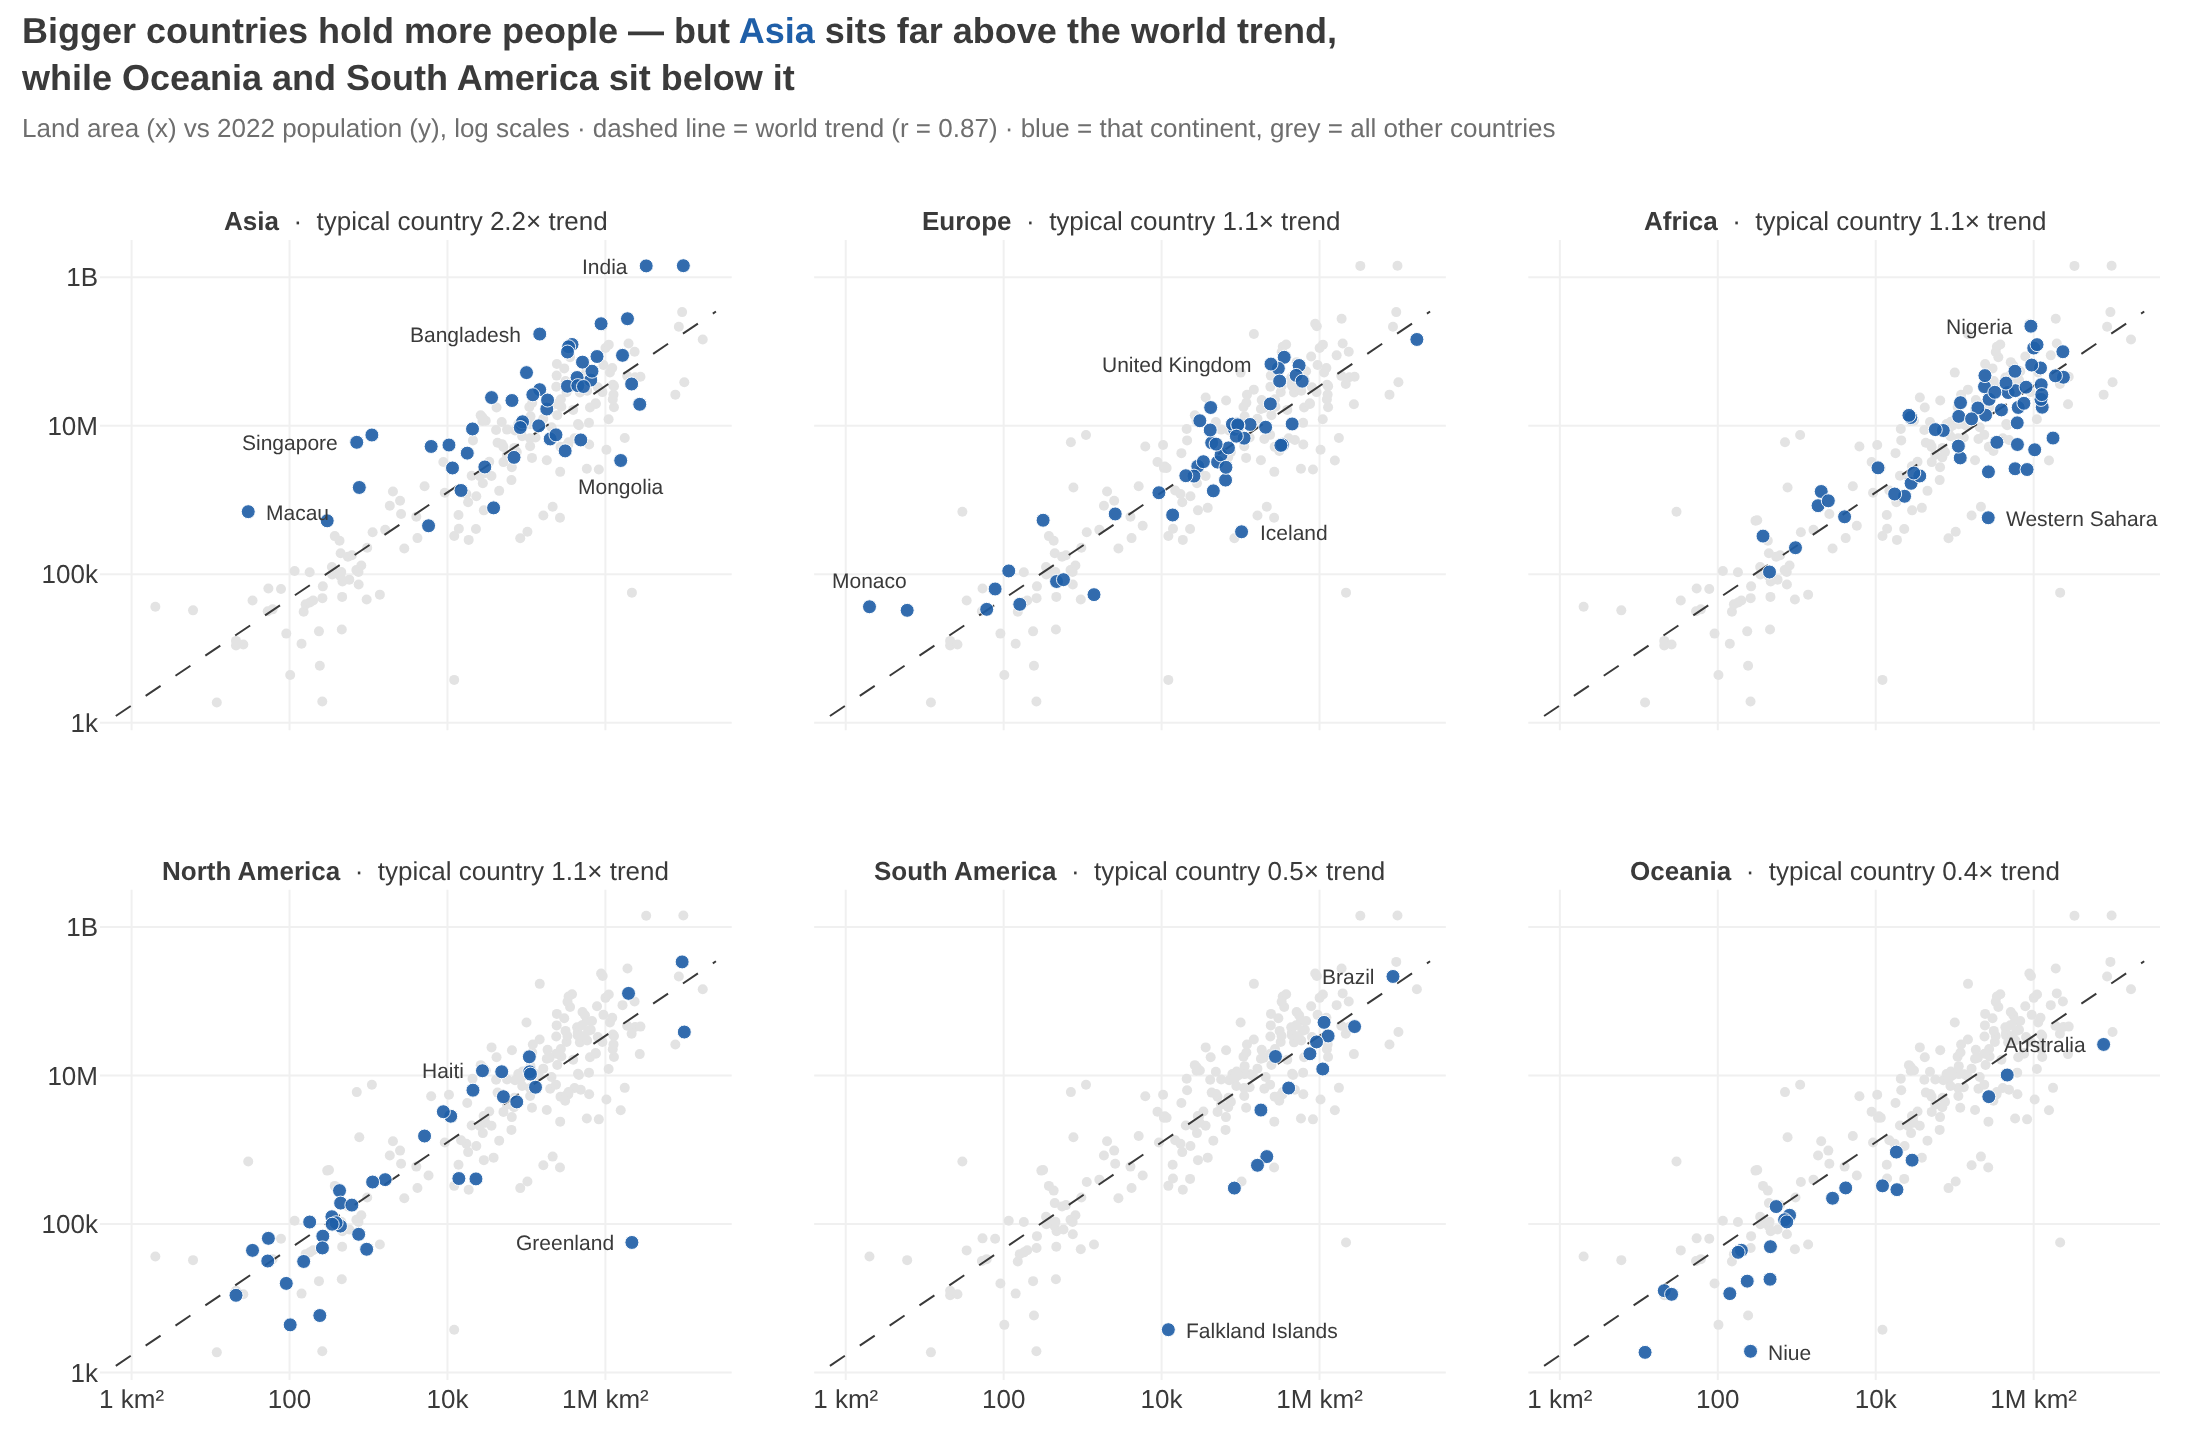 Bigger countries hold more people — but Asia sits far above the world trend,
while Oceania and South America sit below it
Land area (x) vs 2022 population (y), log scales · dashed line = world trend (r = 0.87) · blue = that continent, grey = all other countries
Asia · typical country 2.2× trend
Europe · typical country 1.1× trend
Africa · typical country 1.1× trend
1B
10M
100k
1k
India
Bangladesh
Singapore
Macau
Mongolia
United Kingdom
Iceland
Monaco
Nigeria
Western Sahara
North America · typical country 1.1× trend
South America · typical country 0.5× trend
Oceania · typical country 0.4× trend
1B
10M
100k
1k
Haiti
Greenland
Brazil
Falkland Islands
Australia
Niue
1 km² 100 10k 1M km²
1 km² 100 10k 1M km²
1 km² 100 10k 1M km²